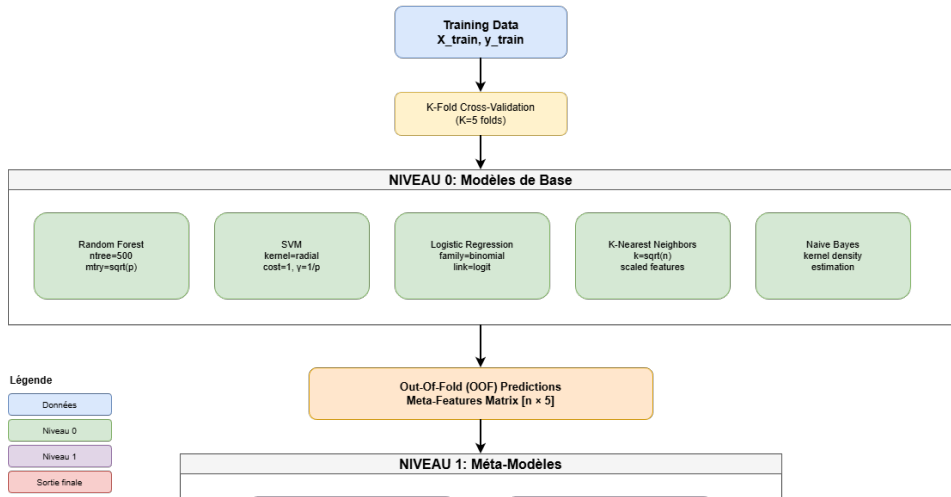 Training Data
X_train, y_train
K-Fold Cross-Validation
(K=5 folds)
NIVEAU 0: Modèles de Base
Random Forest
ntree=500
mtry=sqrt(p)
SVM
kernel=radial
cost=1, γ=1/p
Logistic Regression
family=binomial
link=logit
K-Nearest Neighbors
k=sqrt(n)
scaled features
Naive Bayes
kernel density
estimation
Out-Of-Fold (OOF) Predictions
Meta-Features Matrix [n × 5]
Légende
Données
Niveau 0
Niveau 1
Sortie finale
NIVEAU 1: Méta-Modèles